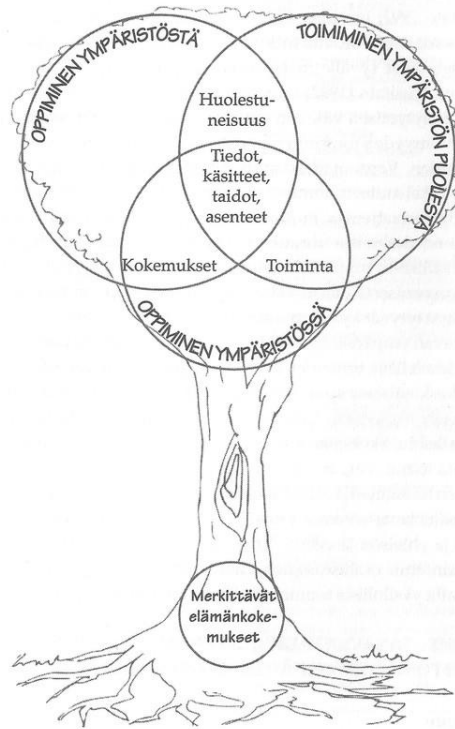 OPPIMINEN YMPÄRISTÖSTÄ
TOIMIMINEN YMPÄRISTÖN PUOLESTA
Huolestu-
neisuus
Tiedot,
käsitteet,
taidot,
asenteet
Kokemukset
Toiminta
OPPIMINEN YMPÄRISTÖSSÄ
Merkittävät
elämänkoke-
mukset